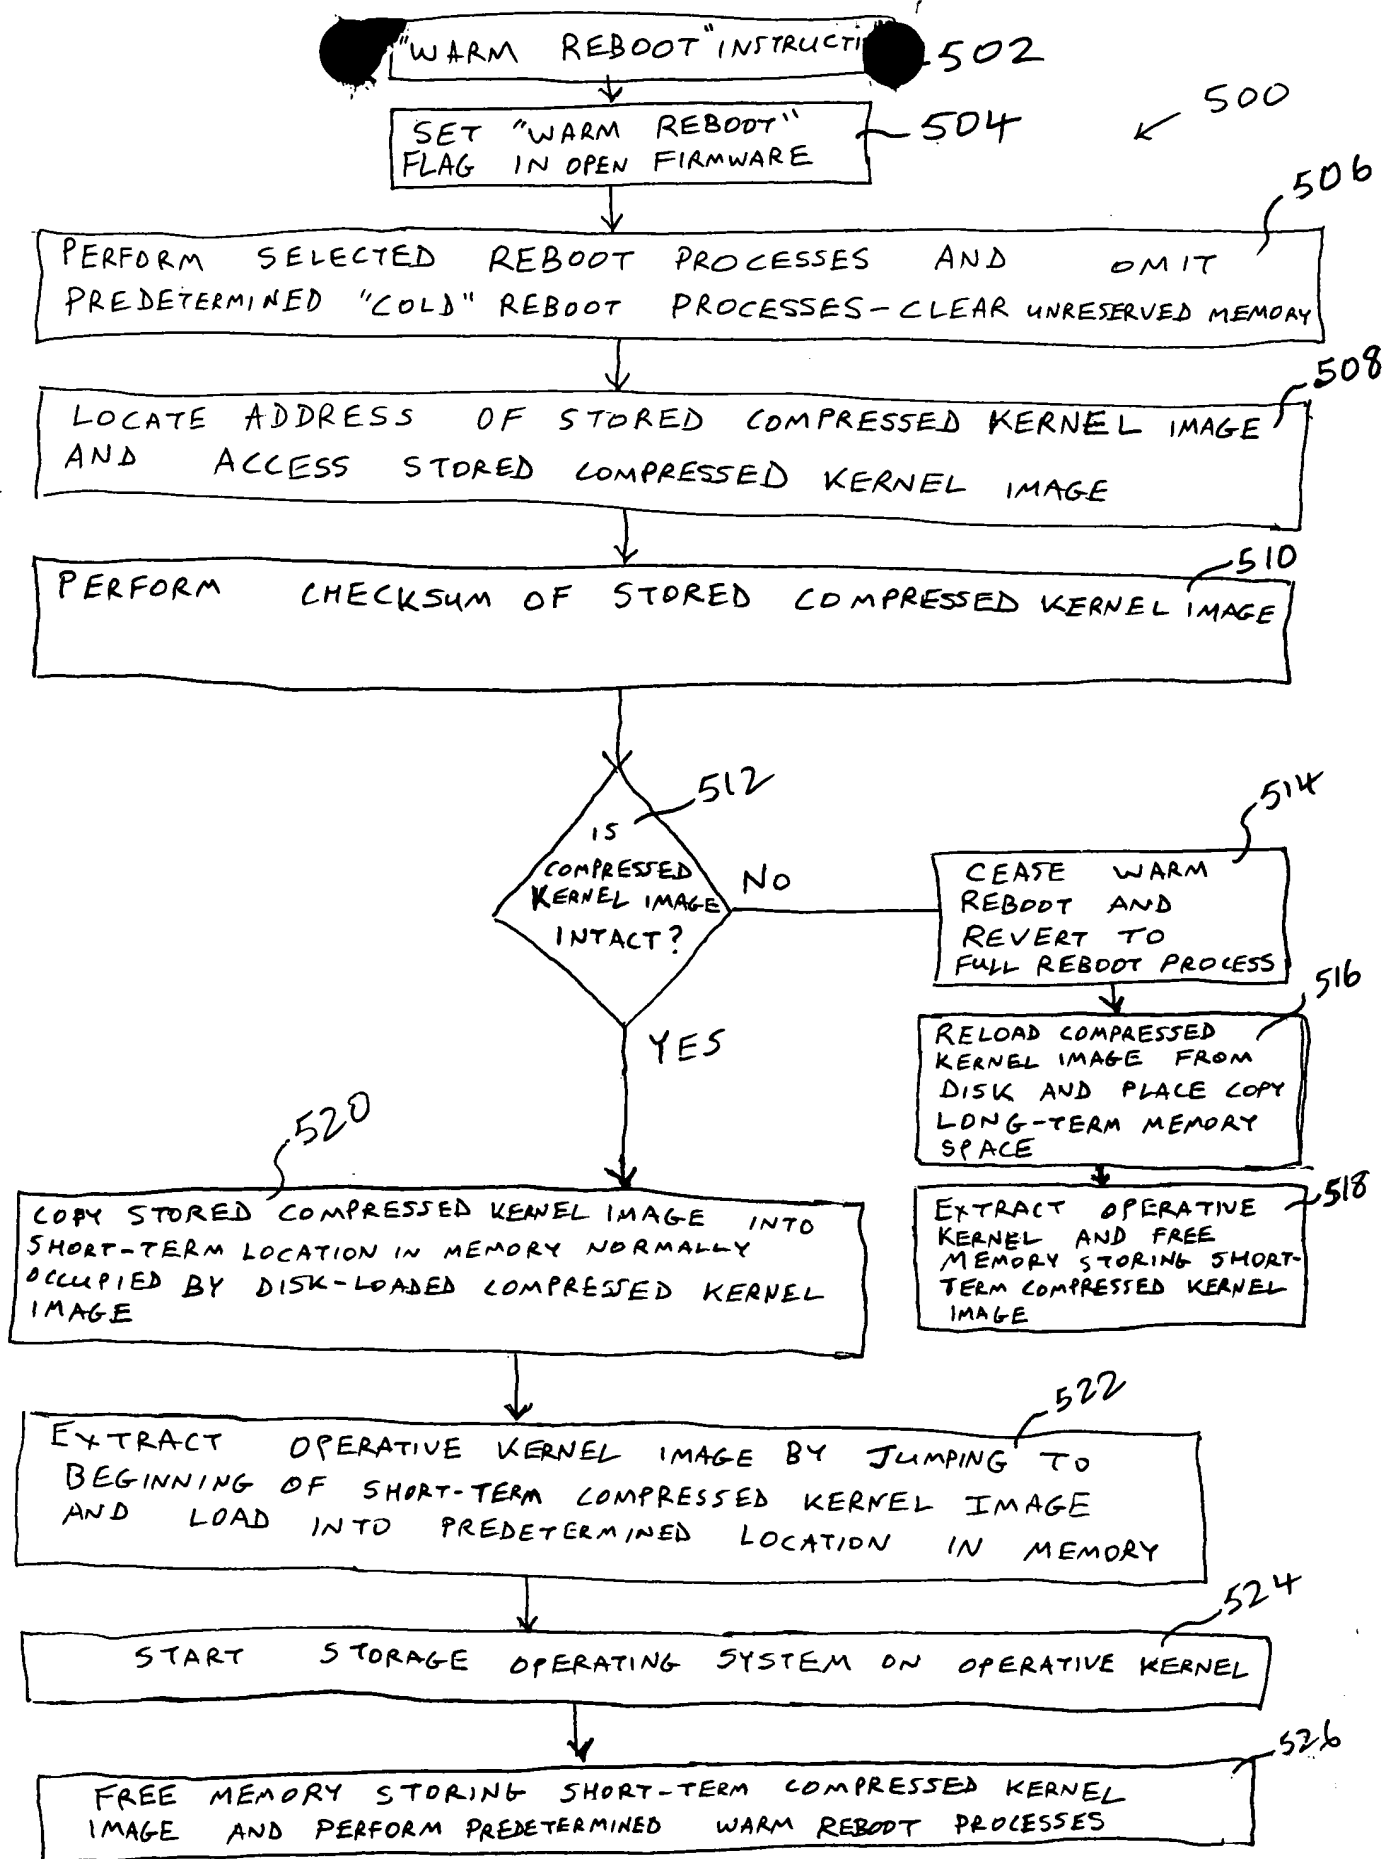 "WARM REBOOT" INSTRUCTI
502
500
SET "WARM REBOOT"
FLAG IN OPEN FIRMWARE
504
506
PERFORM SELECTED REBOOT PROCESSES AND OMIT
PREDETERMINED "COLD" REBOOT PROCESSES-CLEAR UNRESERVED MEMORY
508
LOCATE ADDRESS OF STORED COMPRESSED KERNEL IMAGE
AND ACCESS STORED COMPRESSED KERNEL IMAGE
510
PERFORM CHECKSUM OF STORED COMPRESSED KERNEL IMAGE
512
IS
COMPRESSED
KERNEL IMAGE
INTACT?
NO
YES
514
CEASE WARM
REBOOT AND
REVERT TO
FULL REBOOT PROCESS
516
RELOAD COMPRESSED
KERNEL IMAGE FROM
DISK AND PLACE COPY
LONG-TERM MEMORY
SPACE
518
EXTRACT OPERATIVE
KERNEL AND FREE
MEMORY STORING SHORT-
TERM COMPRESSED KERNEL
IMAGE
520
COPY STORED COMPRESSED KERNEL IMAGE INTO
SHORT-TERM LOCATION IN MEMORY NORMALLY
OCCUPIED BY DISK-LOADED COMPRESSED KERNEL
IMAGE
522
EXTRACT OPERATIVE KERNEL IMAGE BY JUMPING TO
BEGINNING OF SHORT-TERM COMPRESSED KERNEL IMAGE
AND LOAD INTO PREDETERMINED LOCATION IN MEMORY
524
START STORAGE OPERATING SYSTEM ON OPERATIVE KERNEL
526
FREE MEMORY STORING SHORT-TERM COMPRESSED KERNEL
IMAGE AND PERFORM PREDETERMINED WARM REBOOT PROCESSES